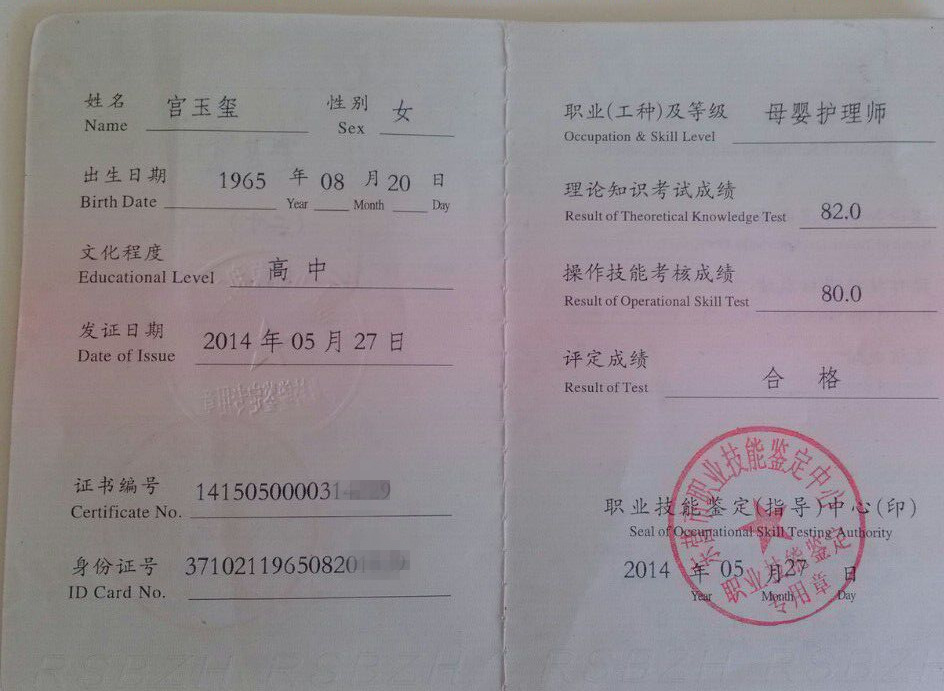 姓名 宫玉玺 性别 女
Name Sex
出生日期 1965 年 08 月 20 日
Birth Date Year Month Day
文化程度 高中
Educational Level
发证日期 2014 年 05 月 27 日
Date of Issue
证书编号 14150500003
Certificate No.
身份证号 37102119650820
ID Card No.
职业(工种)及等级 母婴护理师
Occupation & Skill Level
理论知识考试成绩 82.0
Result of Theoretical Knowledge Test
操作技能考核成绩 80.0
Result of Operational Skill Test
评定成绩 合格
Result of Test
职业技能鉴定(指导)中心(印)
Seal of Occupational Skill Testing Authority
2014 年 05 月 27 日
Year Month Day
市职业技能鉴定中心
职业技能鉴定
专用章
RSBZH RSBZH RSBZH RSB